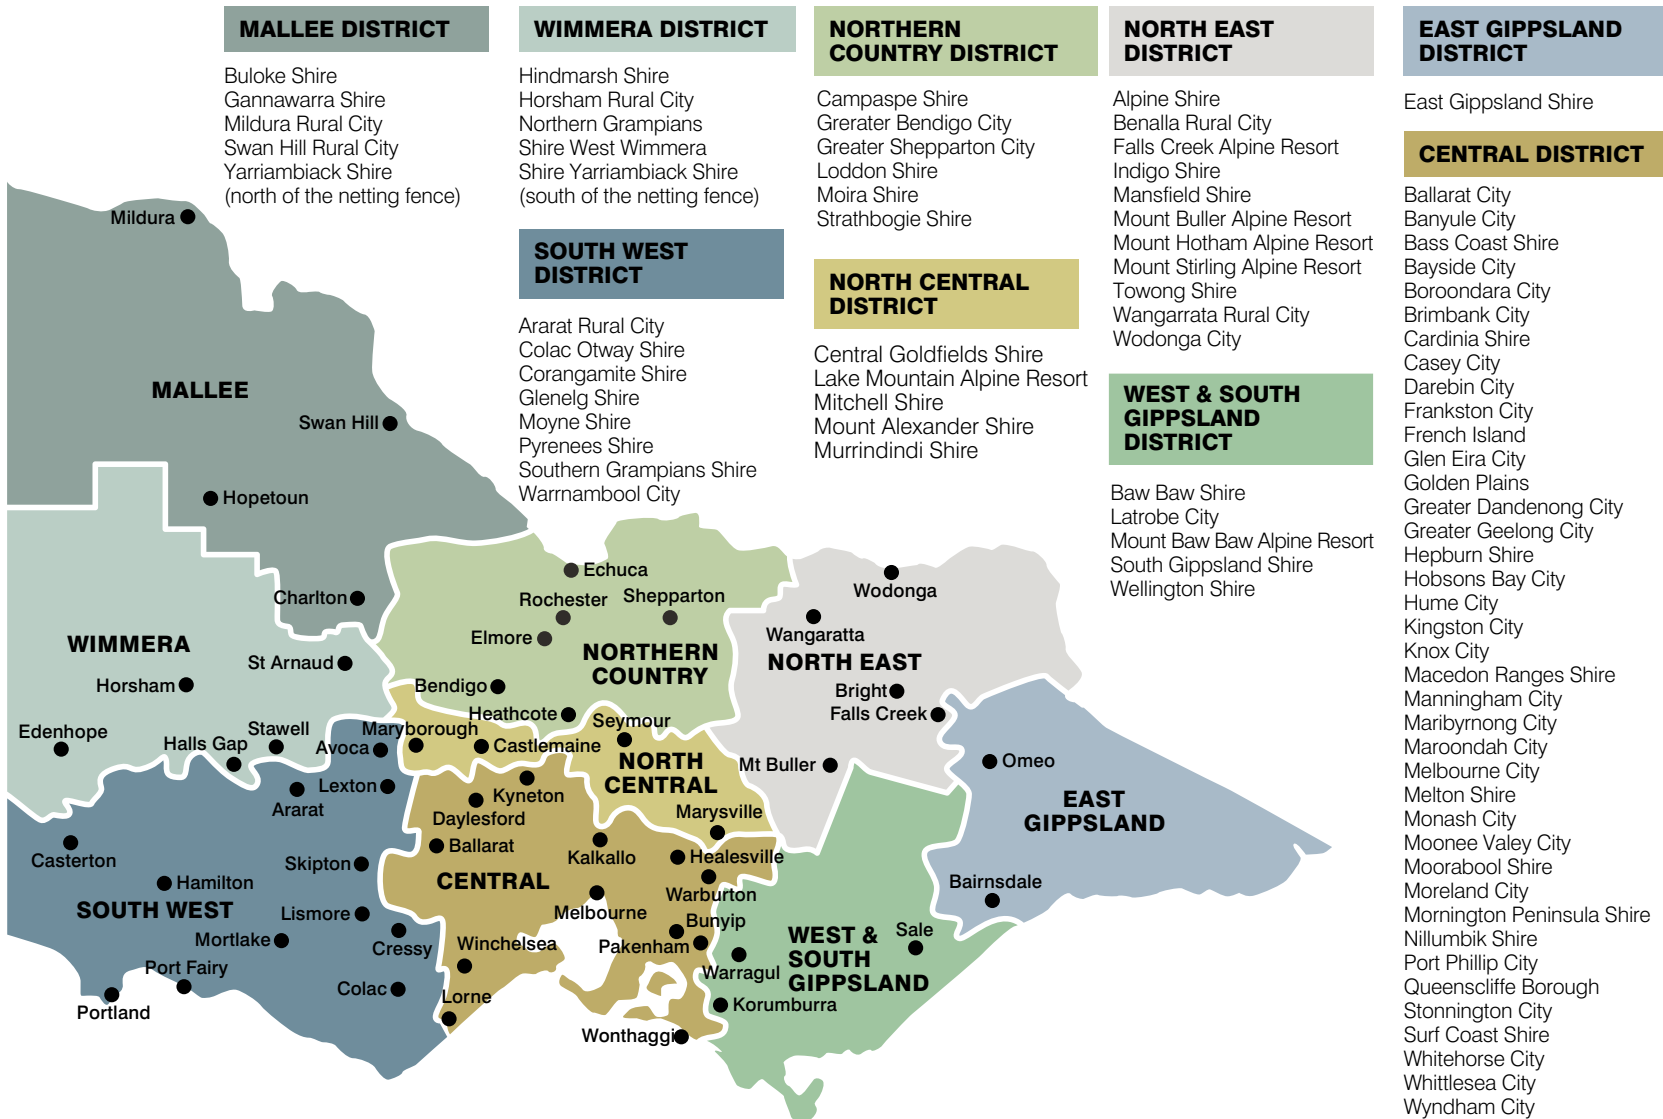 MALLEE DISTRICT
Buloke Shire
Gannawarra Shire
Mildura Rural City
Swan Hill Rural City
Yarriambiack Shire
(north of the netting fence)
WIMMERA DISTRICT
Hindmarsh Shire
Horsham Rural City
Northern Grampians
Shire West Wimmera
Shire Yarriambiack Shire
(south of the netting fence)
SOUTH WEST
DISTRICT
Ararat Rural City
Colac Otway Shire
Corangamite Shire
Glenelg Shire
Moyne Shire
Pyrenees Shire
Southern Grampians Shire
Warrnambool City
NORTHERN
COUNTRY DISTRICT
Campaspe Shire
Grerater Bendigo City
Greater Shepparton City
Loddon Shire
Moira Shire
Strathbogie Shire
NORTH CENTRAL
DISTRICT
Central Goldfields Shire
Lake Mountain Alpine Resort
Mitchell Shire
Mount Alexander Shire
Murrindindi Shire
NORTH EAST
DISTRICT
Alpine Shire
Benalla Rural City
Falls Creek Alpine Resort
Indigo Shire
Mansfield Shire
Mount Buller Alpine Resort
Mount Hotham Alpine Resort
Mount Stirling Alpine Resort
Towong Shire
Wangarrata Rural City
Wodonga City
WEST & SOUTH
GIPPSLAND
DISTRICT
Baw Baw Shire
Latrobe City
Mount Baw Baw Alpine Resort
South Gippsland Shire
Wellington Shire
EAST GIPPSLAND
DISTRICT
East Gippsland Shire
CENTRAL DISTRICT
Ballarat City
Banyule City
Bass Coast Shire
Bayside City
Boroondara City
Brimbank City
Cardinia Shire
Casey City
Darebin City
Frankston City
French Island
Glen Eira City
Golden Plains
Greater Dandenong City
Greater Geelong City
Hepburn Shire
Hobsons Bay City
Hume City
Kingston City
Knox City
Macedon Ranges Shire
Manningham City
Maribyrnong City
Maroondah City
Melbourne City
Melton Shire
Monash City
Moonee Valey City
Moorabool Shire
Moreland City
Mornington Peninsula Shire
Nillumbik Shire
Port Phillip City
Queenscliffe Borough
Stonnington City
Surf Coast Shire
Whitehorse City
Whittlesea City
Wyndham City
Mildura
MALLEE
Swan Hill
Hopetoun
Charlton
WIMMERA
St Arnaud
Horsham
Edenhope
Stawell
Halls Gap
Echuca
Rochester
Shepparton
Elmore
NORTHERN
COUNTRY
Bendigo
Heathcote
Wodonga
Wangaratta
NORTH EAST
Bright
Falls Creek
Mt Buller
Seymour
Maryborough
Castlemaine
NORTH
CENTRAL
Marysville
Omeo
EAST
GIPPSLAND
Bairnsdale
Avoca
Lexton
Ararat
Casterton
Skipton
Hamilton
SOUTH WEST
Lismore
Mortlake
Cressy
Port Fairy
Portland
Colac
Kyneton
Daylesford
Ballarat
Kalkallo
Healesville
CENTRAL
Warburton
Melbourne
Bunyip
Pakenham
Winchelsea
Lorne
Wonthaggi
WEST &
SOUTH
GIPPSLAND
Sale
Warragul
Korumburra